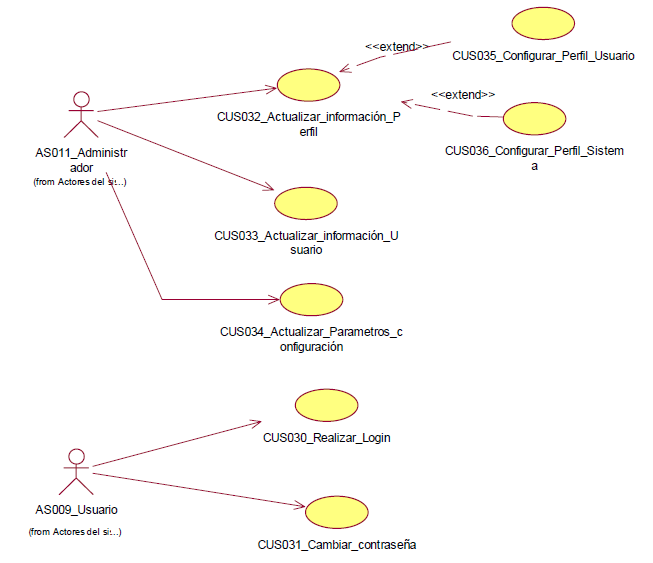 <<extend>>
CUS035_Configurar_Perfil_Usuario
<<extend>>
CUS032_Actualizar_información_P
erfil
CUS036_Configurar_Perfil_Sistem
a
AS011_Administr
ador
(from Actores del si...)
CUS033_Actualizar_información_U
suario
CUS034_Actualizar_Parametros_c
onfiguración
CUS030_Realizar_Login
AS009_Usuario
(from Actores del si...)
CUS031_Cambiar_contraseña